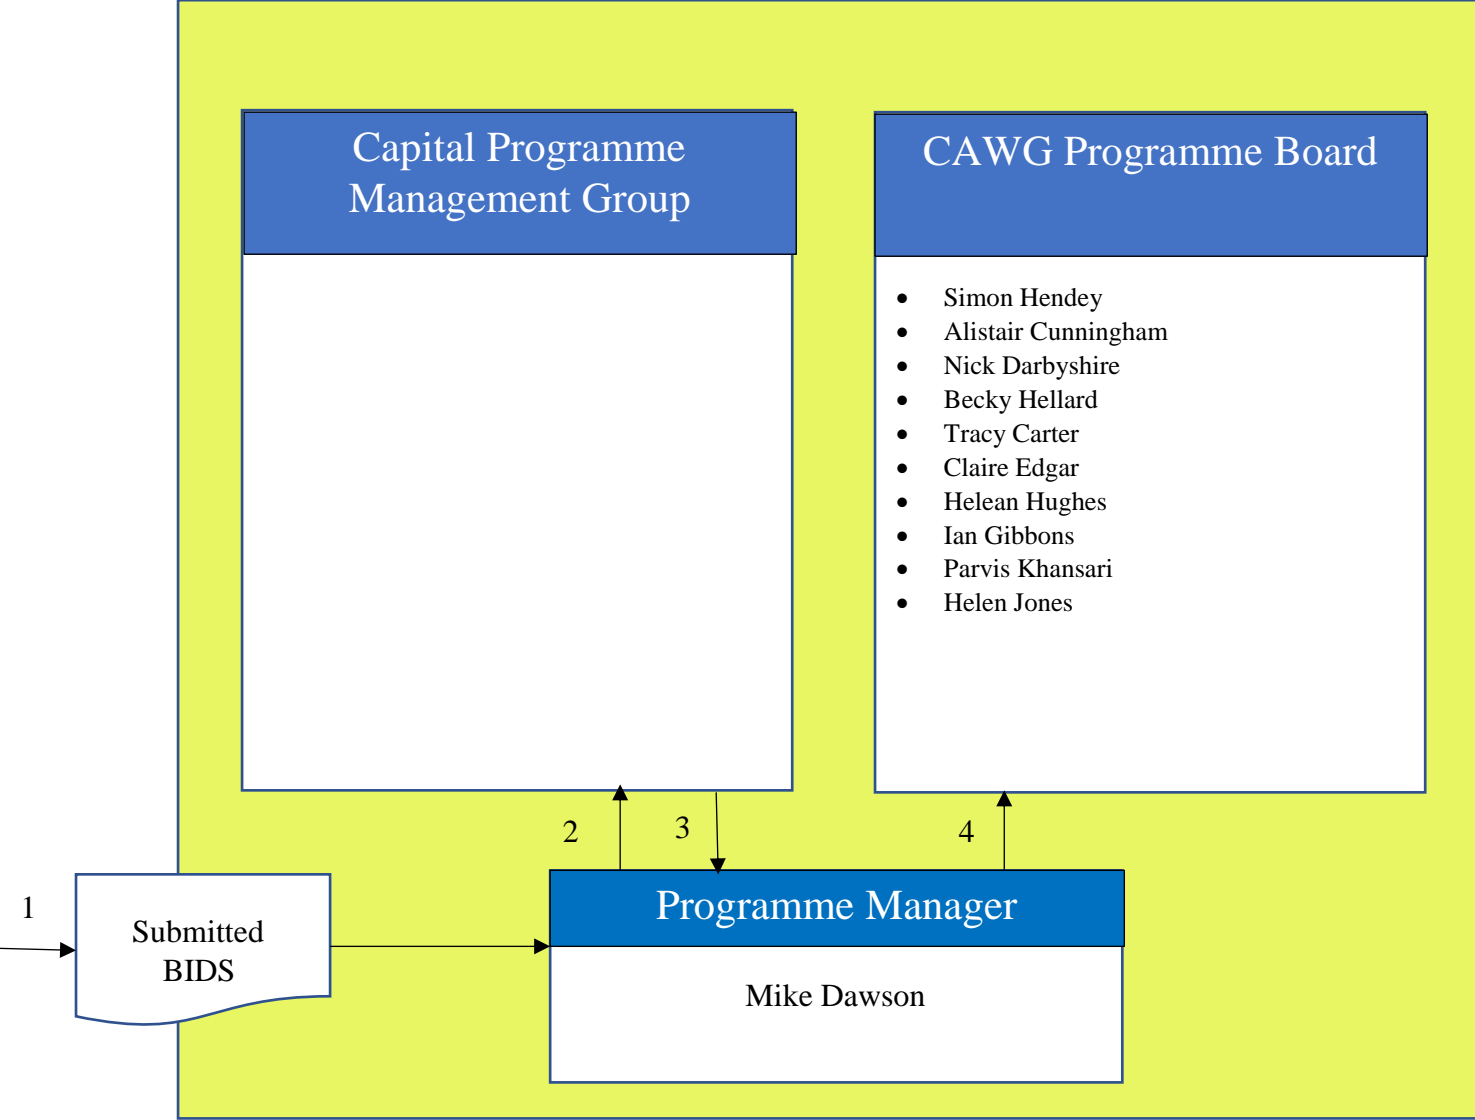 Capital Programme
Management Group
CAWG Programme Board
• Simon Hendey
• Alistair Cunningham
• Nick Darbyshire
• Becky Hellard
• Tracy Carter
• Claire Edgar
• Helean Hughes
• Ian Gibbons
• Parvis Khansari
• Helen Jones
2
3
4
1
Submitted
BIDS
Programme Manager
Mike Dawson